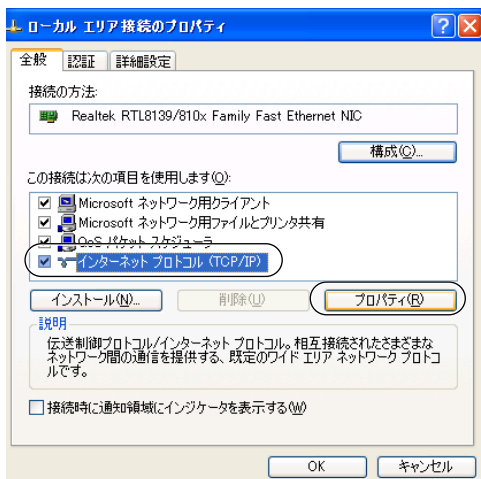 ローカル エリア接続のプロパティ
全般 認証 詳細設定
接続の方法:
Realtek RTL8139/810x Family Fast Ethernet NIC
構成(C)...
この接続は次の項目を使用します(O):
Microsoft ネットワーク用クライアント
Microsoft ネットワーク用ファイルとプリンタ共有
QoS パケット スケジューラ
インターネット プロトコル (TCP/IP)
インストール(N)... 削除(U) プロパティ(R)
説明
伝送制御プロトコル/インターネット プロトコル。相互接続されたさまざまな
ネットワーク間の通信を提供する、既定のワイド エリア ネットワーク プロトコ
ルです。
接続時に通知領域にインジケータを表示する(W)
OK キャンセル